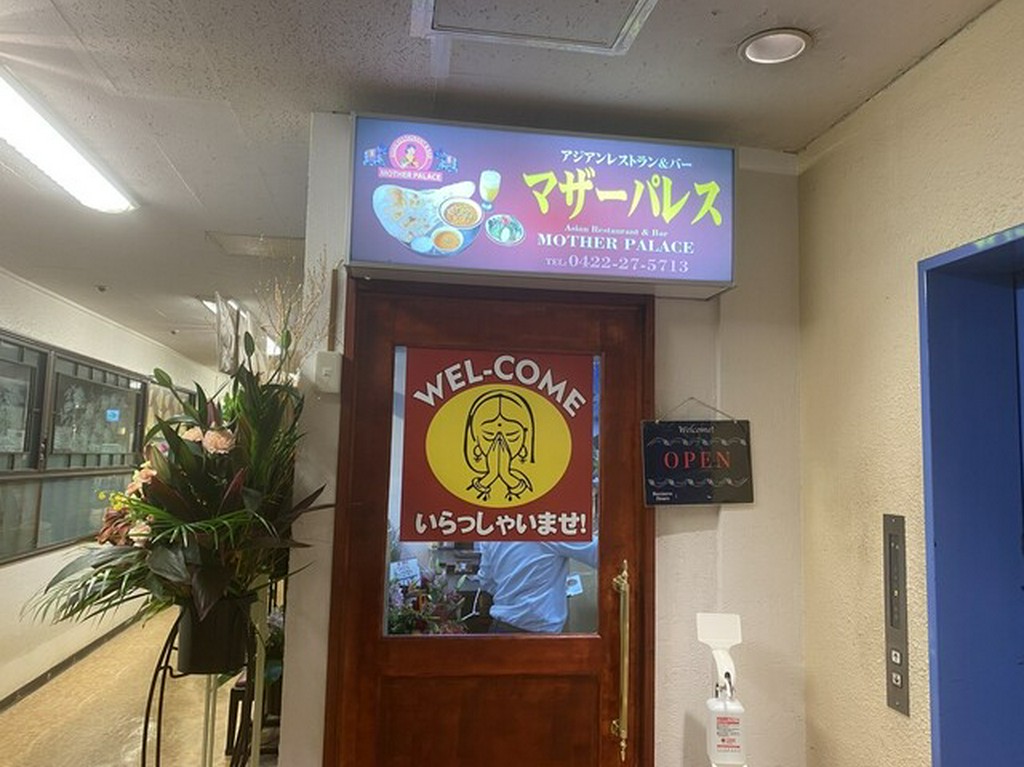 アジアンレストラン&バー
マザーパレス
Asian Restaurant & Bar
MOTHER PALACE
TEL 0422-27-5713
MOTHER PALACE
WEL-COME
いらっしゃいませ!
Welcome!
OPEN
Business
Hours